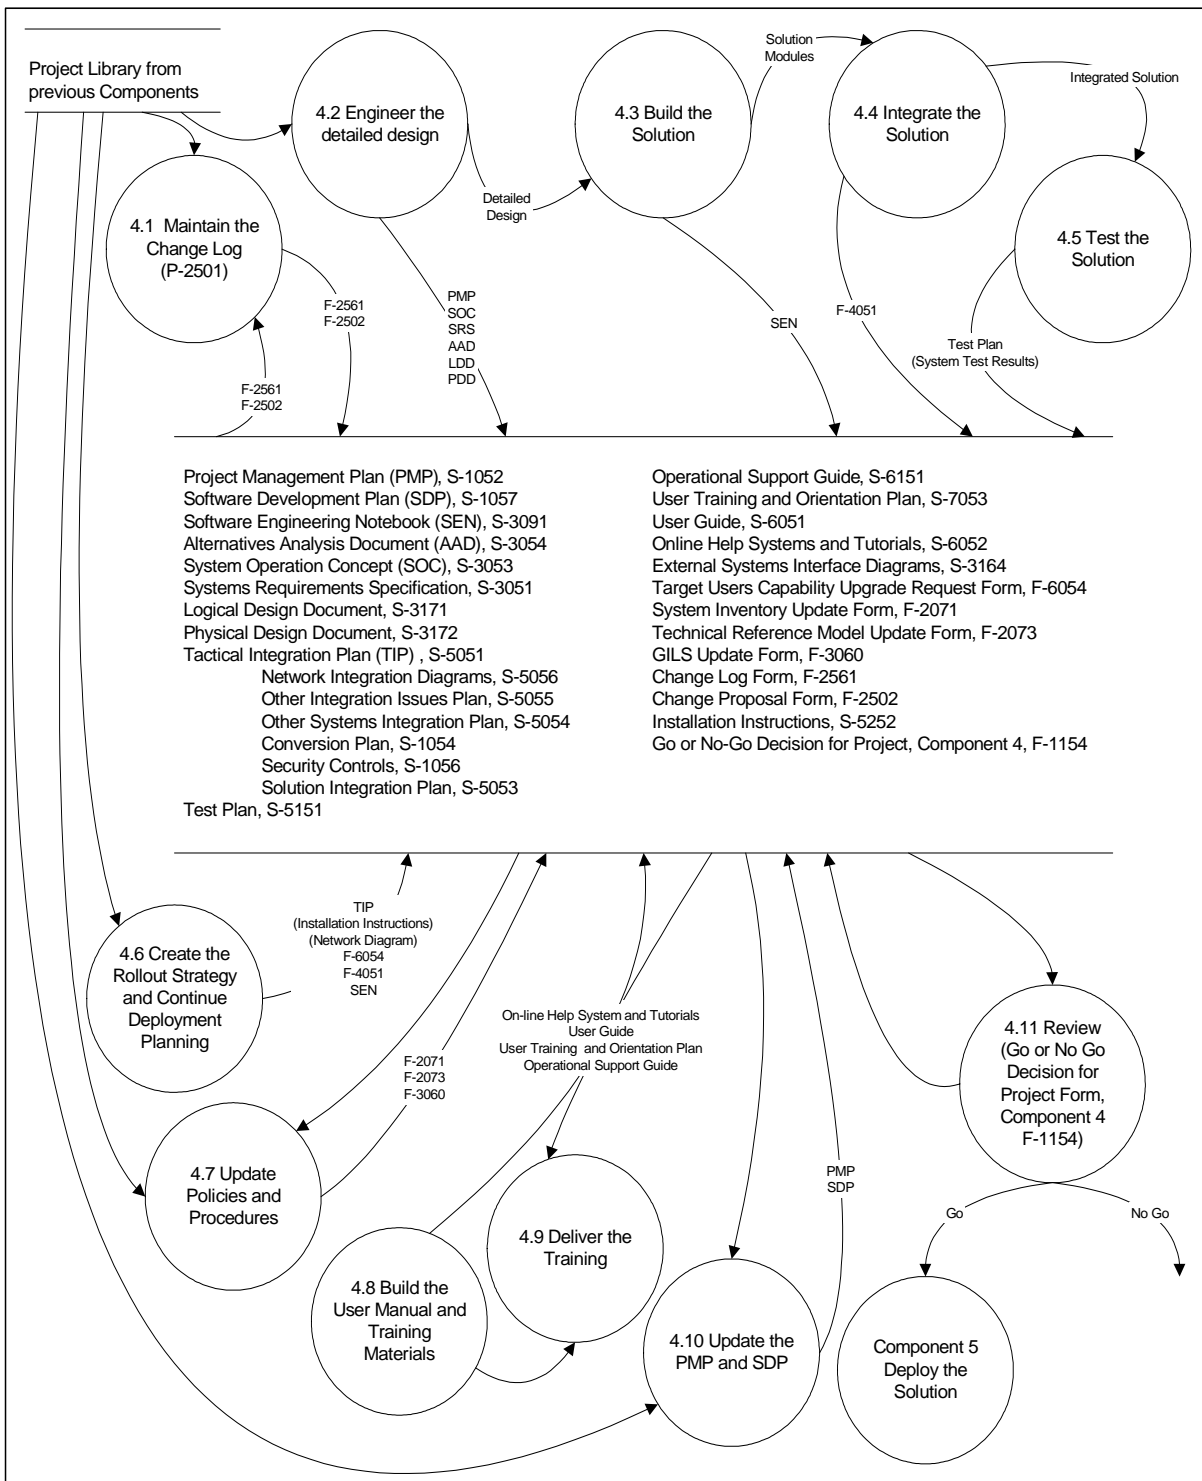 Project Library from
previous Components
4.2 Engineer the
detailed design
4.3 Build the
Solution
Solution
Modules
4.4 Integrate the
Solution
Integrated Solution
4.1 Maintain the
Change Log
(P-2501)
Detailed
Design
4.5 Test the
Solution
F-2561
F-2502
PMP
SOC
SRS
AAD
LDD
PDD
SEN
F-4051
Test Plan
(System Test Results)
F-2561
F-2502
Project Management Plan (PMP), S-1052
Software Development Plan (SDP), S-1057
Software Engineering Notebook (SEN), S-3091
Alternatives Analysis Document (AAD), S-3054
System Operation Concept (SOC), S-3053
Systems Requirements Specification, S-3051
Logical Design Document, S-3171
Physical Design Document, S-3172
Tactical Integration Plan (TIP) , S-5051
Network Integration Diagrams, S-5056
Other Integration Issues Plan, S-5055
Other Systems Integration Plan, S-5054
Conversion Plan, S-1054
Security Controls, S-1056
Solution Integration Plan, S-5053
Test Plan, S-5151
Operational Support Guide, S-6151
User Training and Orientation Plan, S-7053
User Guide, S-6051
Online Help Systems and Tutorials, S-6052
External Systems Interface Diagrams, S-3164
Target Users Capability Upgrade Request Form, F-6054
System Inventory Update Form, F-2071
Technical Reference Model Update Form, F-2073
GILS Update Form, F-3060
Change Log Form, F-2561
Change Proposal Form, F-2502
Installation Instructions, S-5252
Go or No-Go Decision for Project, Component 4, F-1154
TIP
(Installation Instructions)
(Network Diagram)
F-6054
F-4051
SEN
4.6 Create the
Rollout Strategy
and Continue
Deployment
Planning
On-line Help System and Tutorials
User Guide
User Training and Orientation Plan
Operational Support Guide
4.11 Review
(Go or No Go
Decision for
Project Form,
Component 4
F-1154)
F-2071
F-2073
F-3060
4.7 Update
Policies and
Procedures
PMP
SDP
Go
No Go
4.9 Deliver the
Training
4.8 Build the
User Manual and
Training
Materials
4.10 Update the
PMP and SDP
Component 5
Deploy the
Solution